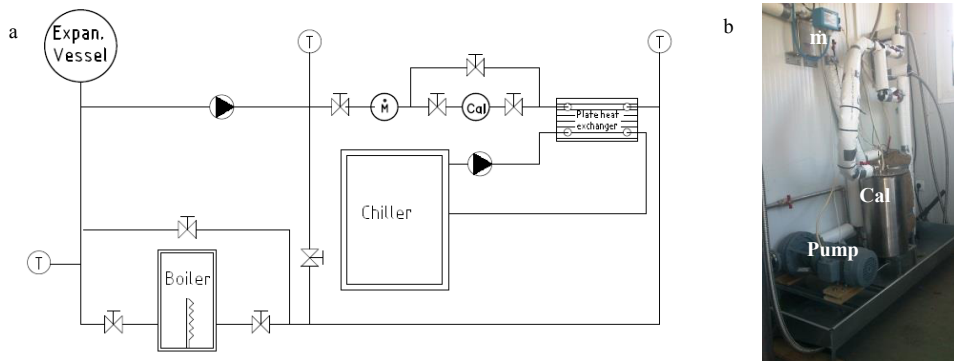 a
Expan.
Vessel
T
T
Ṁ
Cal
Plate heat
exchanger
Chiller
T
Boiler
b
ṁ
Cal
Pump